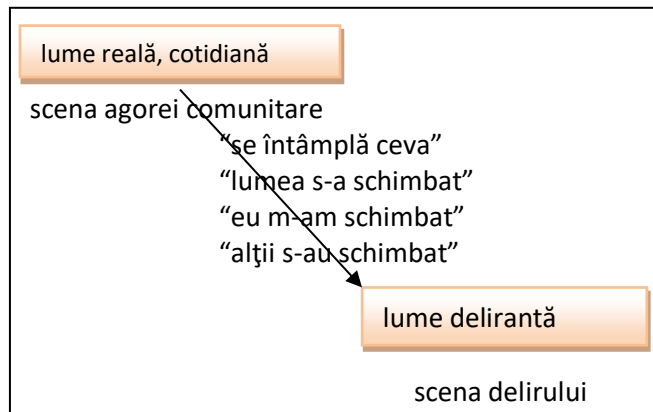 lume reală, cotidiană
scena agorei comunitare
“se întâmplă ceva”
“lumea s-a schimbat”
“eu m-am schimbat”
“alţii s-au schimbat”
lume delirantă
scena delirului